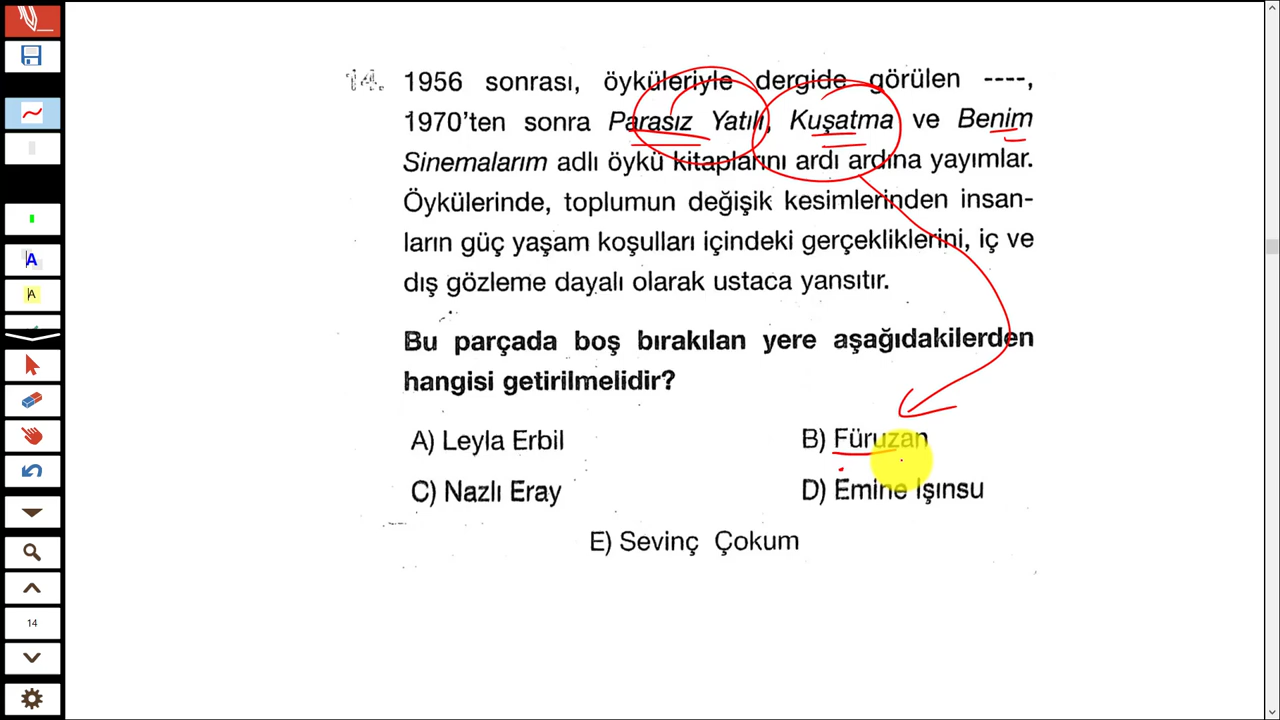 14. 1956 sonrası, öyküleriyle dergide görülen ----,
1970’ten sonra Parasız Yatılı, Kuşatma ve Benim
Sinemalarım adlı öykü kitaplarını ardı ardına yayımlar.
Öykülerinde, toplumun değişik kesimlerinden insan-
ların güç yaşam koşulları içindeki gerçekliklerini, iç ve
dış gözleme dayalı olarak ustaca yansıtır.
Bu parçada boş bırakılan yere aşağıdakilerden
hangisi getirilmelidir?
A) Leyla Erbil
B) Füruzan
C) Nazlı Eray
D) Emine Işınsu
E) Sevinç Çokum
A
A
14